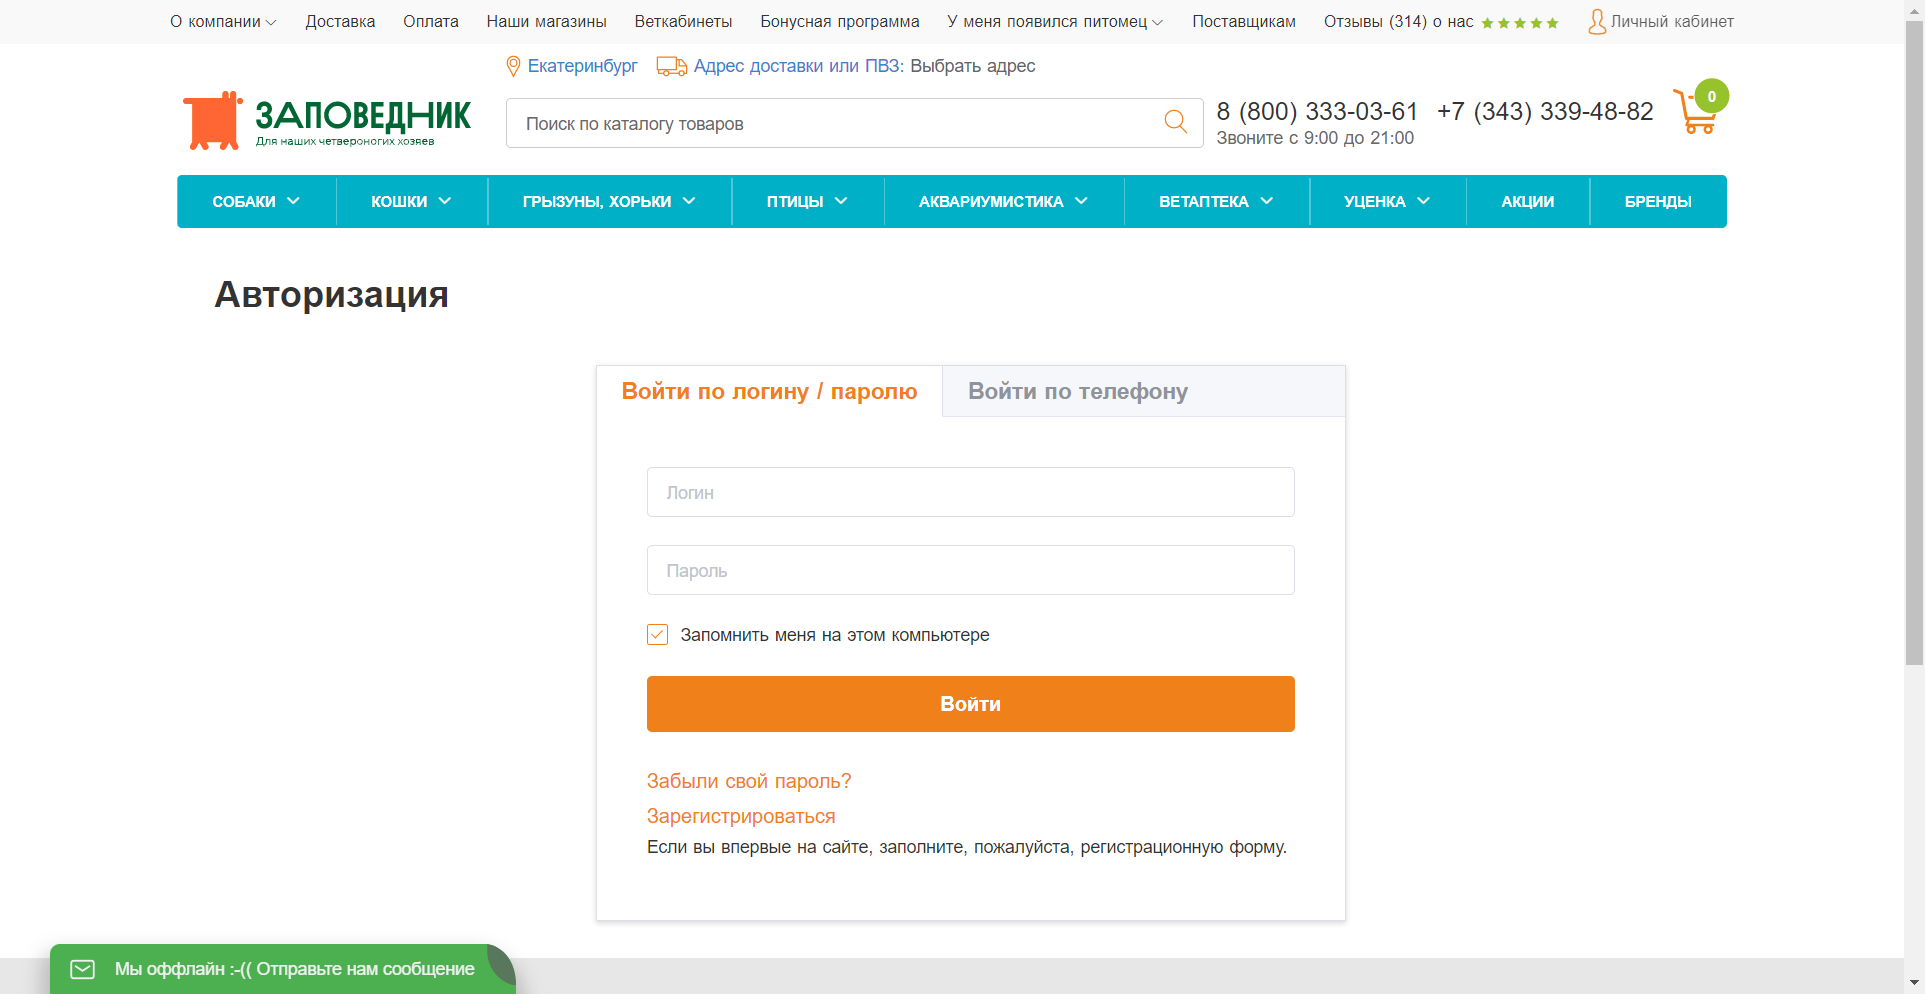 О компании Доставка Оплата Наши магазины Веткабинеты Бонусная программа У меня появился питомец Поставщикам Отзывы (314) о нас Личный кабинет
Екатеринбург Адрес доставки или ПВЗ: Выбрать адрес
ЗАПОВЕДНИК
Для наших четвероногих хозяев
Поиск по каталогу товаров
8 (800) 333-03-61 +7 (343) 339-48-82
Звоните с 9:00 до 21:00
0
СОБАКИ КОШКИ ГРЫЗУНЫ, ХОРЬКИ ПТИЦЫ АКВАРИУМИСТИКА ВЕТАПТЕКА УЦЕНКА АКЦИИ БРЕНДЫ
Авторизация
Войти по логину / паролю Войти по телефону
Логин
Пароль
Запомнить меня на этом компьютере
Войти
Забыли свой пароль?
Зарегистрироваться
Если вы впервые на сайте, заполните, пожалуйста, регистрационную форму.
Мы оффлайн :-(( Отправьте нам сообщение